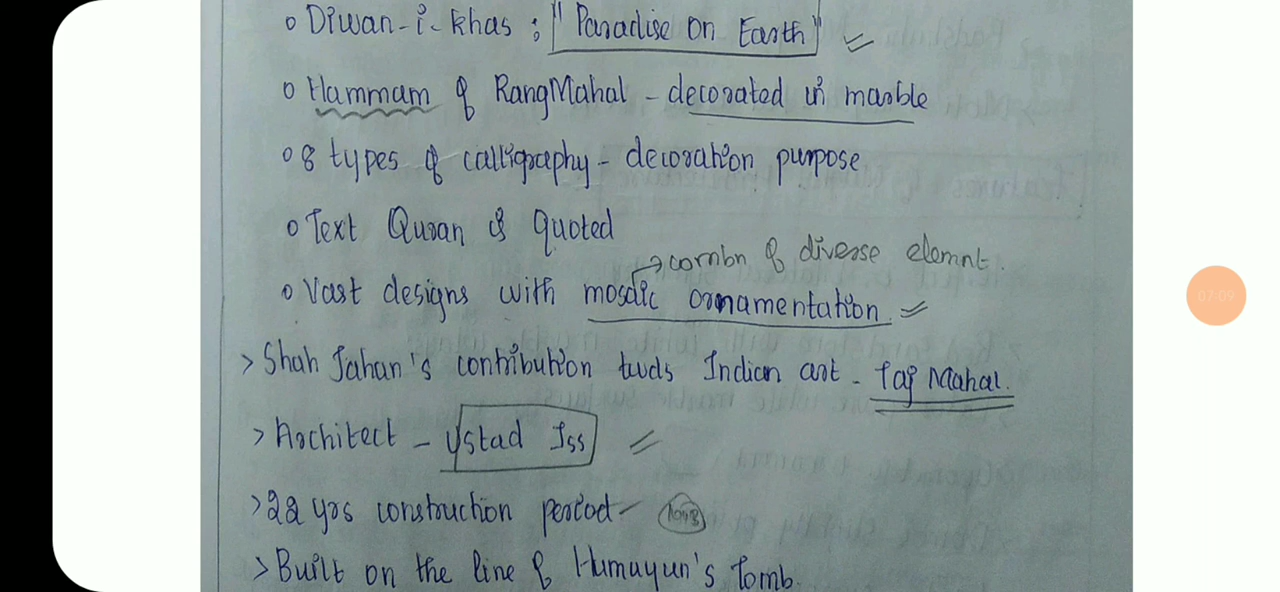 o Diwan-i-khas : "Paradise on Earth"
o Hammam of RangMahal - decorated in marble
o 8 types of calligraphy - decoration purpose
o Text Quran is Quoted
→ combn of diverse elemnt.
o Vast designs with mosaic ornamentation.
> Shah Jahan's contribution twds Indian art - Taj Mahal.
> Architect - Ustad Iss
> 22 yrs construction period -
> Built on the line of Humayun's Tomb.
07:09